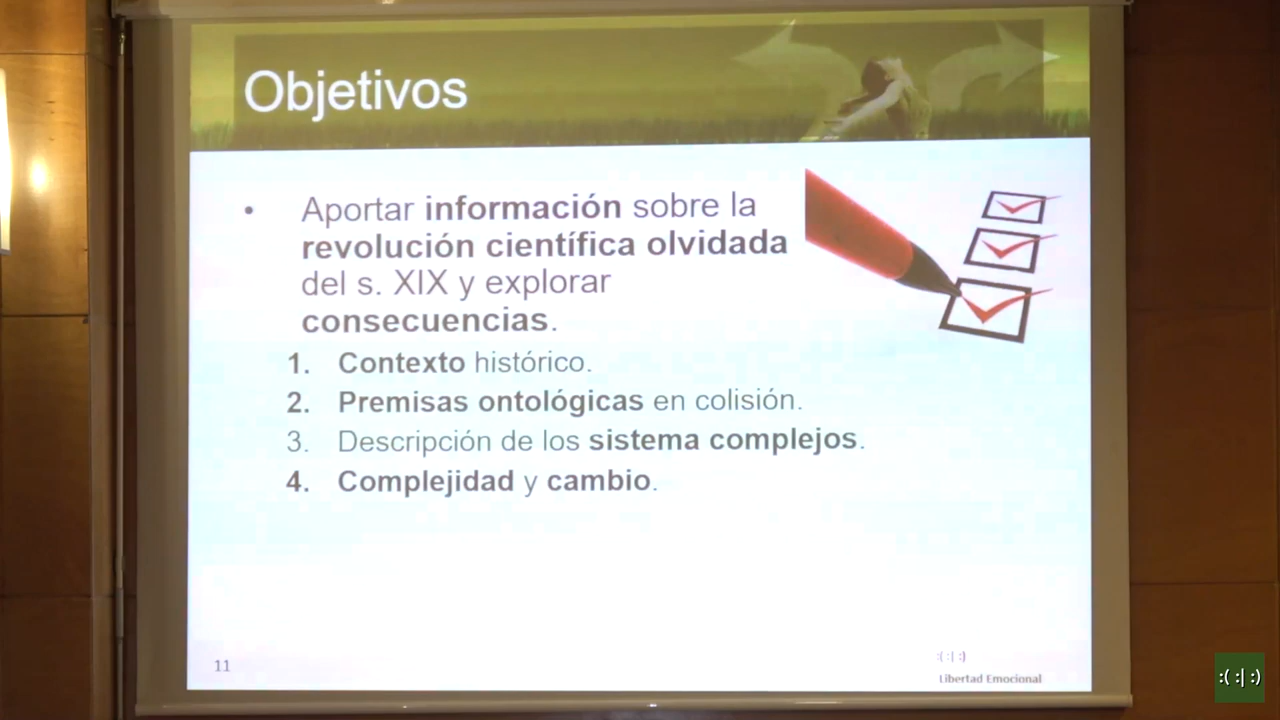 Objetivos
• Aportar información sobre la
revolución científica olvidada
del s. XIX y explorar
consecuencias.
1. Contexto histórico.
2. Premisas ontológicas en colisión.
3. Descripción de los sistema complejos.
4. Complejidad y cambio.
11
:( :| :)
Libertad Emocional
:( :| :)